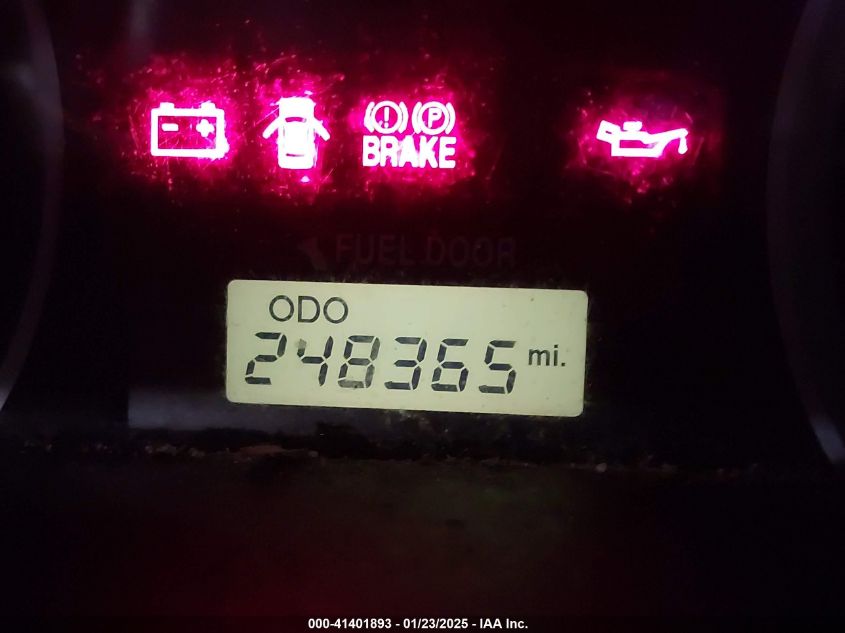 ! P
BRAKE
FUEL DOOR
ODO
248365 mi.
000-41401893 - 01/23/2025 - IAA Inc.